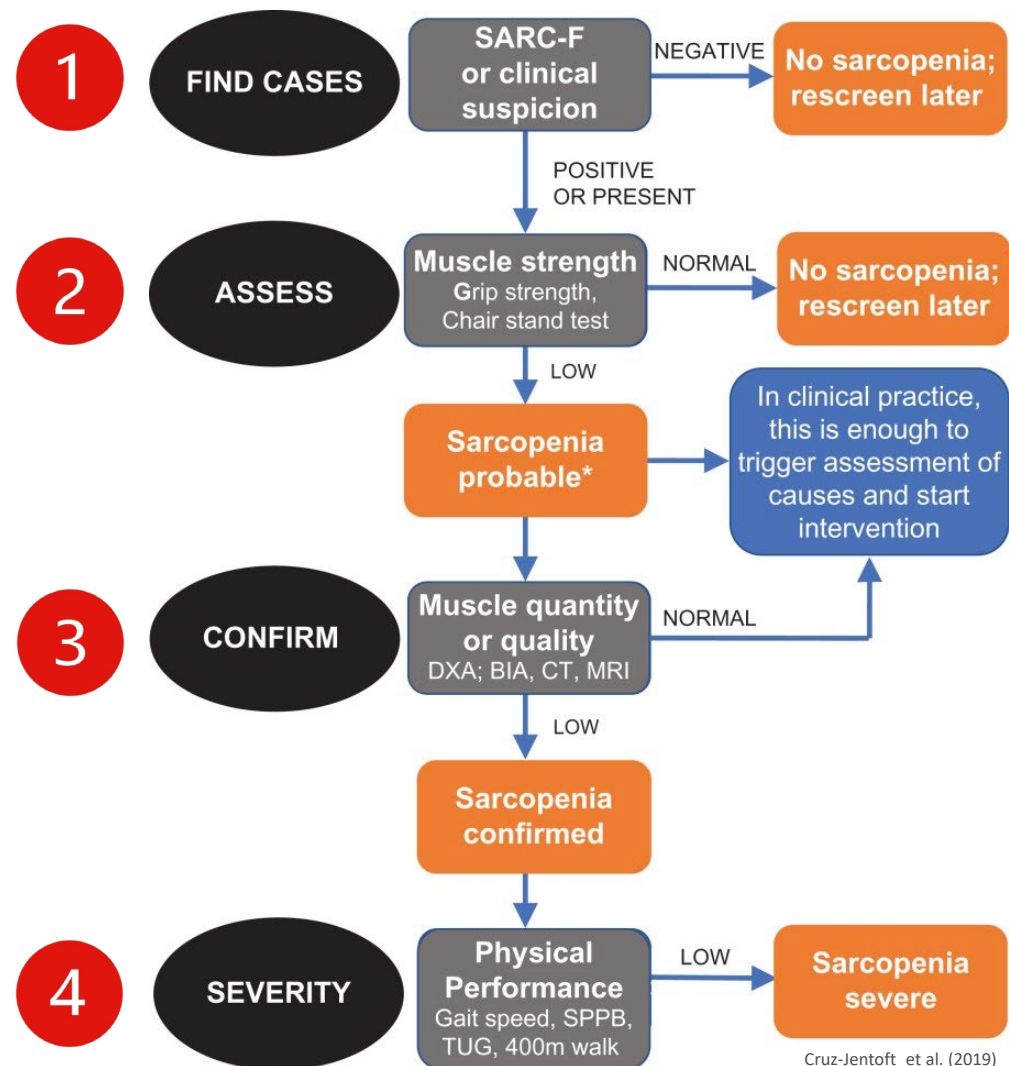 1
FIND CASES
SARC-F
or clinical
suspicion
NEGATIVE
No sarcopenia;
rescreen later
POSITIVE
OR PRESENT
2
ASSESS
Muscle strength
Grip strength,
Chair stand test
NORMAL
No sarcopenia;
rescreen later
LOW
Sarcopenia
probable*
In clinical practice,
this is enough to
trigger assessment of
causes and start
intervention
3
CONFIRM
Muscle quantity
or quality
DXA; BIA, CT, MRI
NORMAL
LOW
Sarcopenia
confirmed
4
SEVERITY
Physical
Performance
Gait speed, SPPB,
TUG, 400m walk
LOW
Sarcopenia
severe
Cruz-Jentoft et al. (2019)